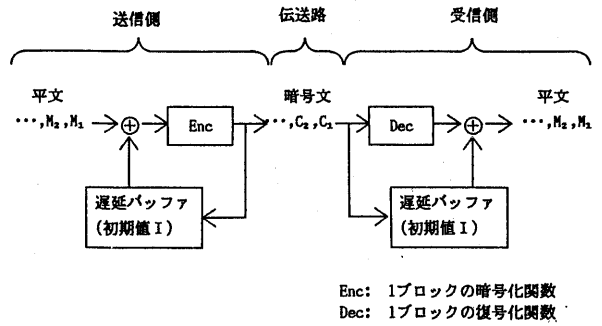 送信側
伝送路
受信側
平文
暗号文
平文
…,M₂,M₁
Enc
…,C₂,C₁
Dec
…,M₂,M₁
遅延バッファ
(初期値I)
遅延バッファ
(初期値I)
Enc: 1ブロックの暗号化関数
Dec: 1ブロックの復号化関数